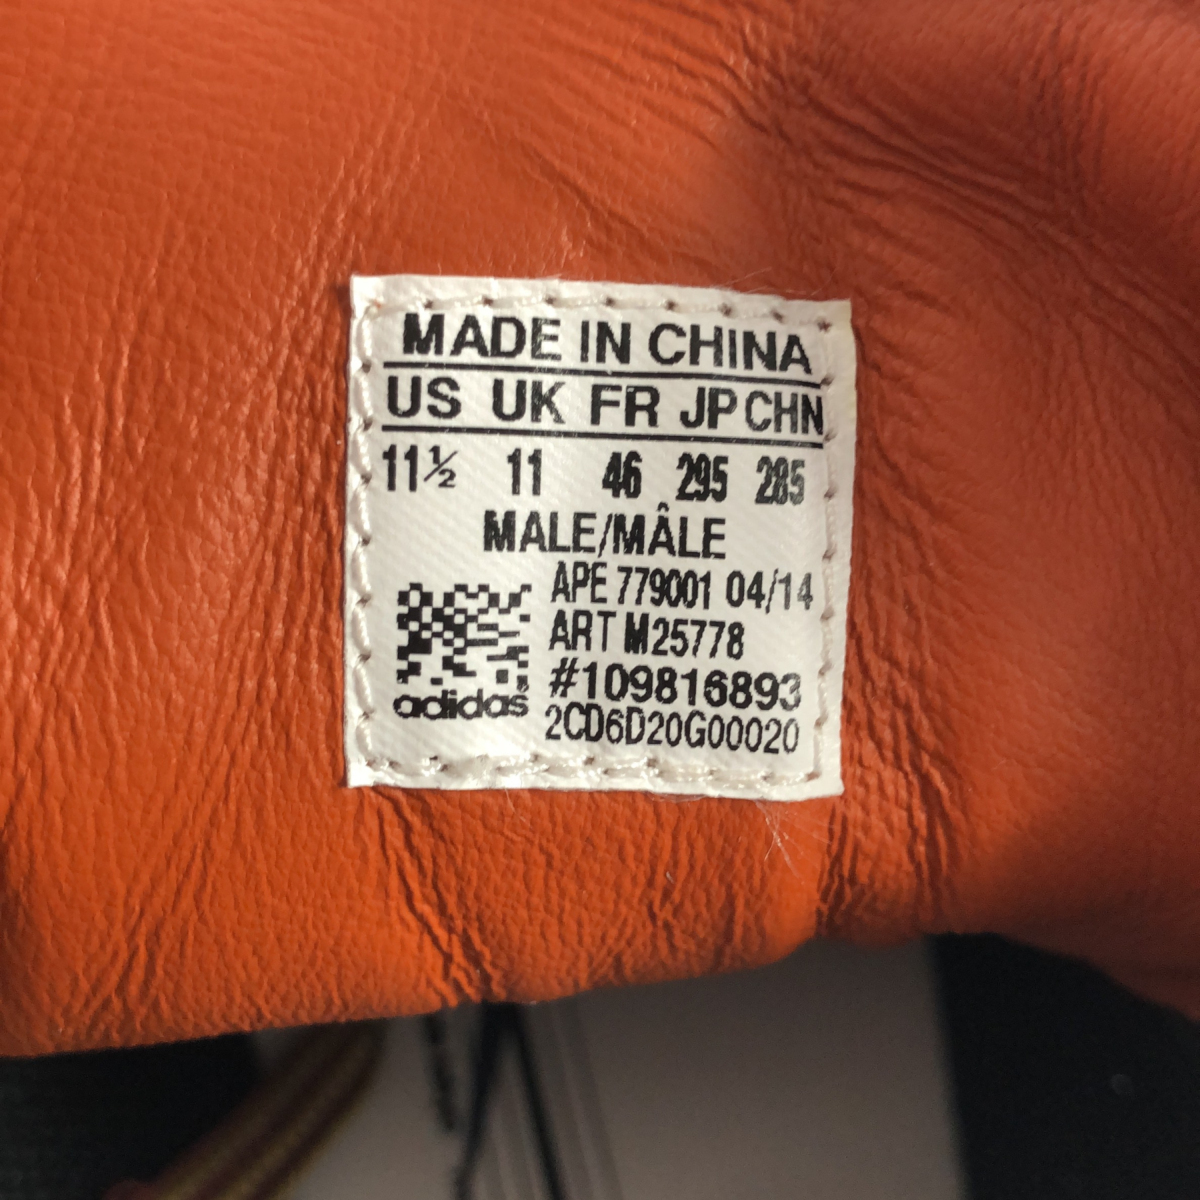 MADE IN CHINA
US UK FR JP CHN
11½ 11 46 295 285
MALE/MÂLE
APE 779001 04/14
ART M25778
#109816893
adidas
2CD6D20G00020